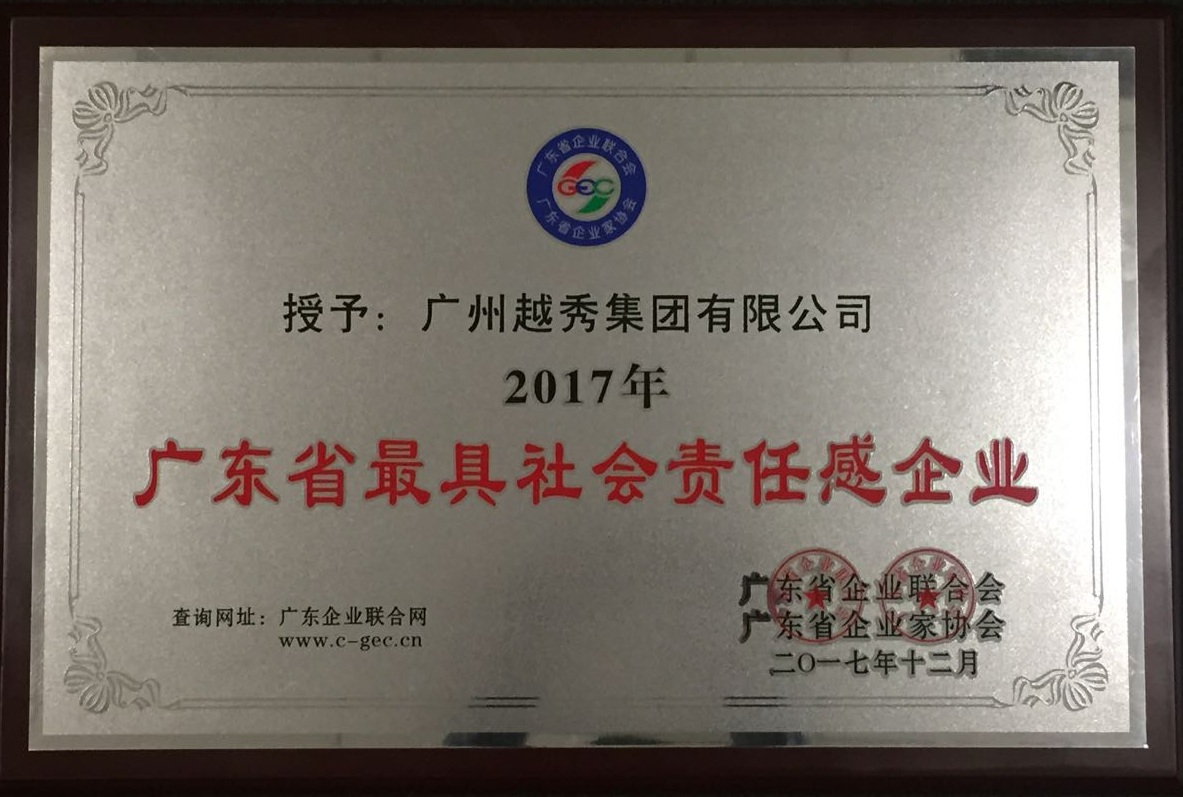 广东省企业联合会
GEC
广东省企业家协会
授予：广州越秀集团有限公司
2017年
广东省最具社会责任感企业
查询网址：广东企业联合网
www.c-gec.cn
广东省企业联合会
广东省企业家协会
二〇一七年十二月